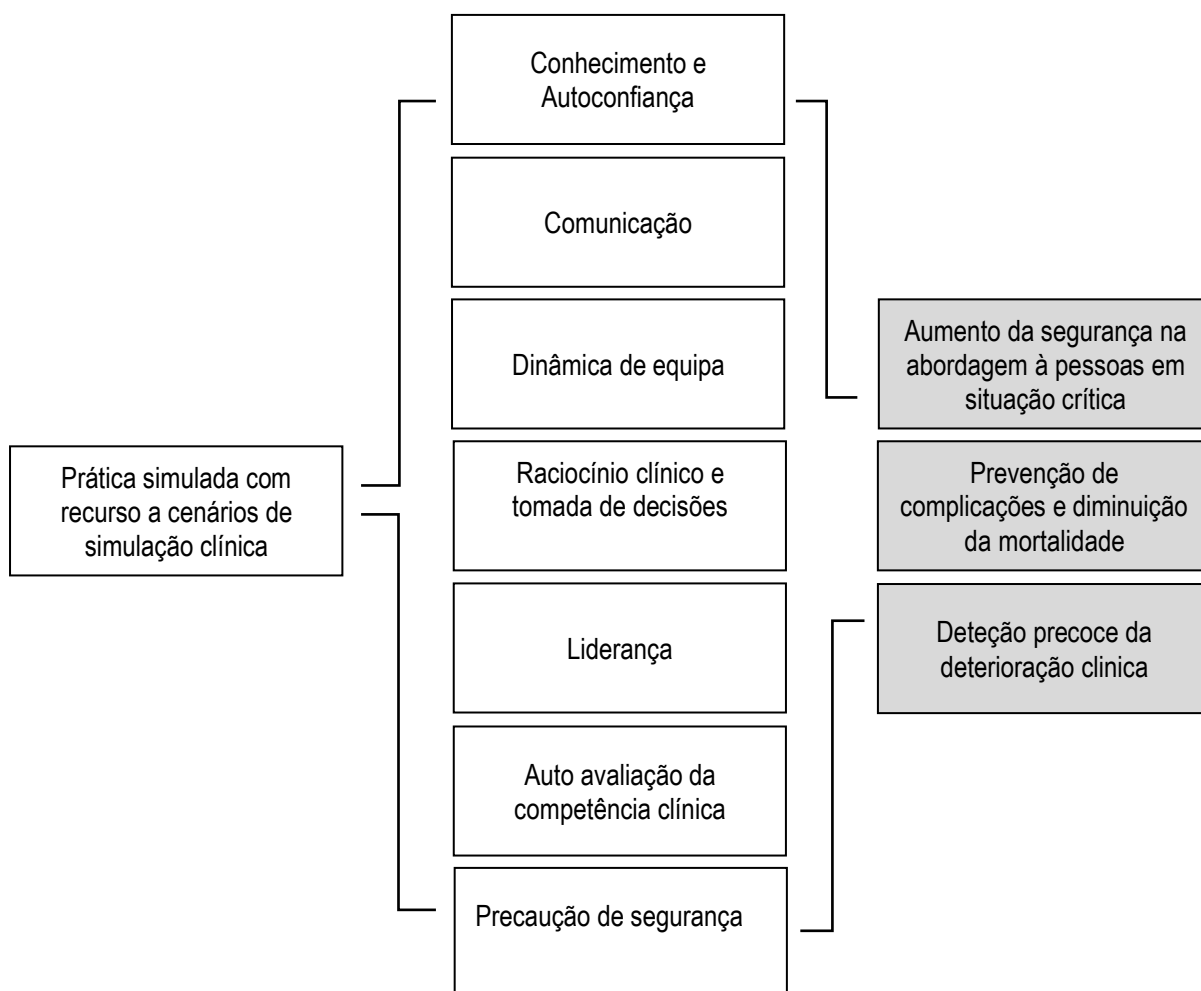 Conhecimento e
Autoconfiança
Comunicação
Dinâmica de equipa
Raciocínio clínico e
tomada de decisões
Liderança
Auto avaliação da
competência clínica
Precaução de segurança
Prática simulada com
recurso a cenários de
simulação clínica
Aumento da segurança na
abordagem à pessoas em
situação crítica
Prevenção de
complicações e diminuição
da mortalidade
Deteção precoce da
deterioração clinica